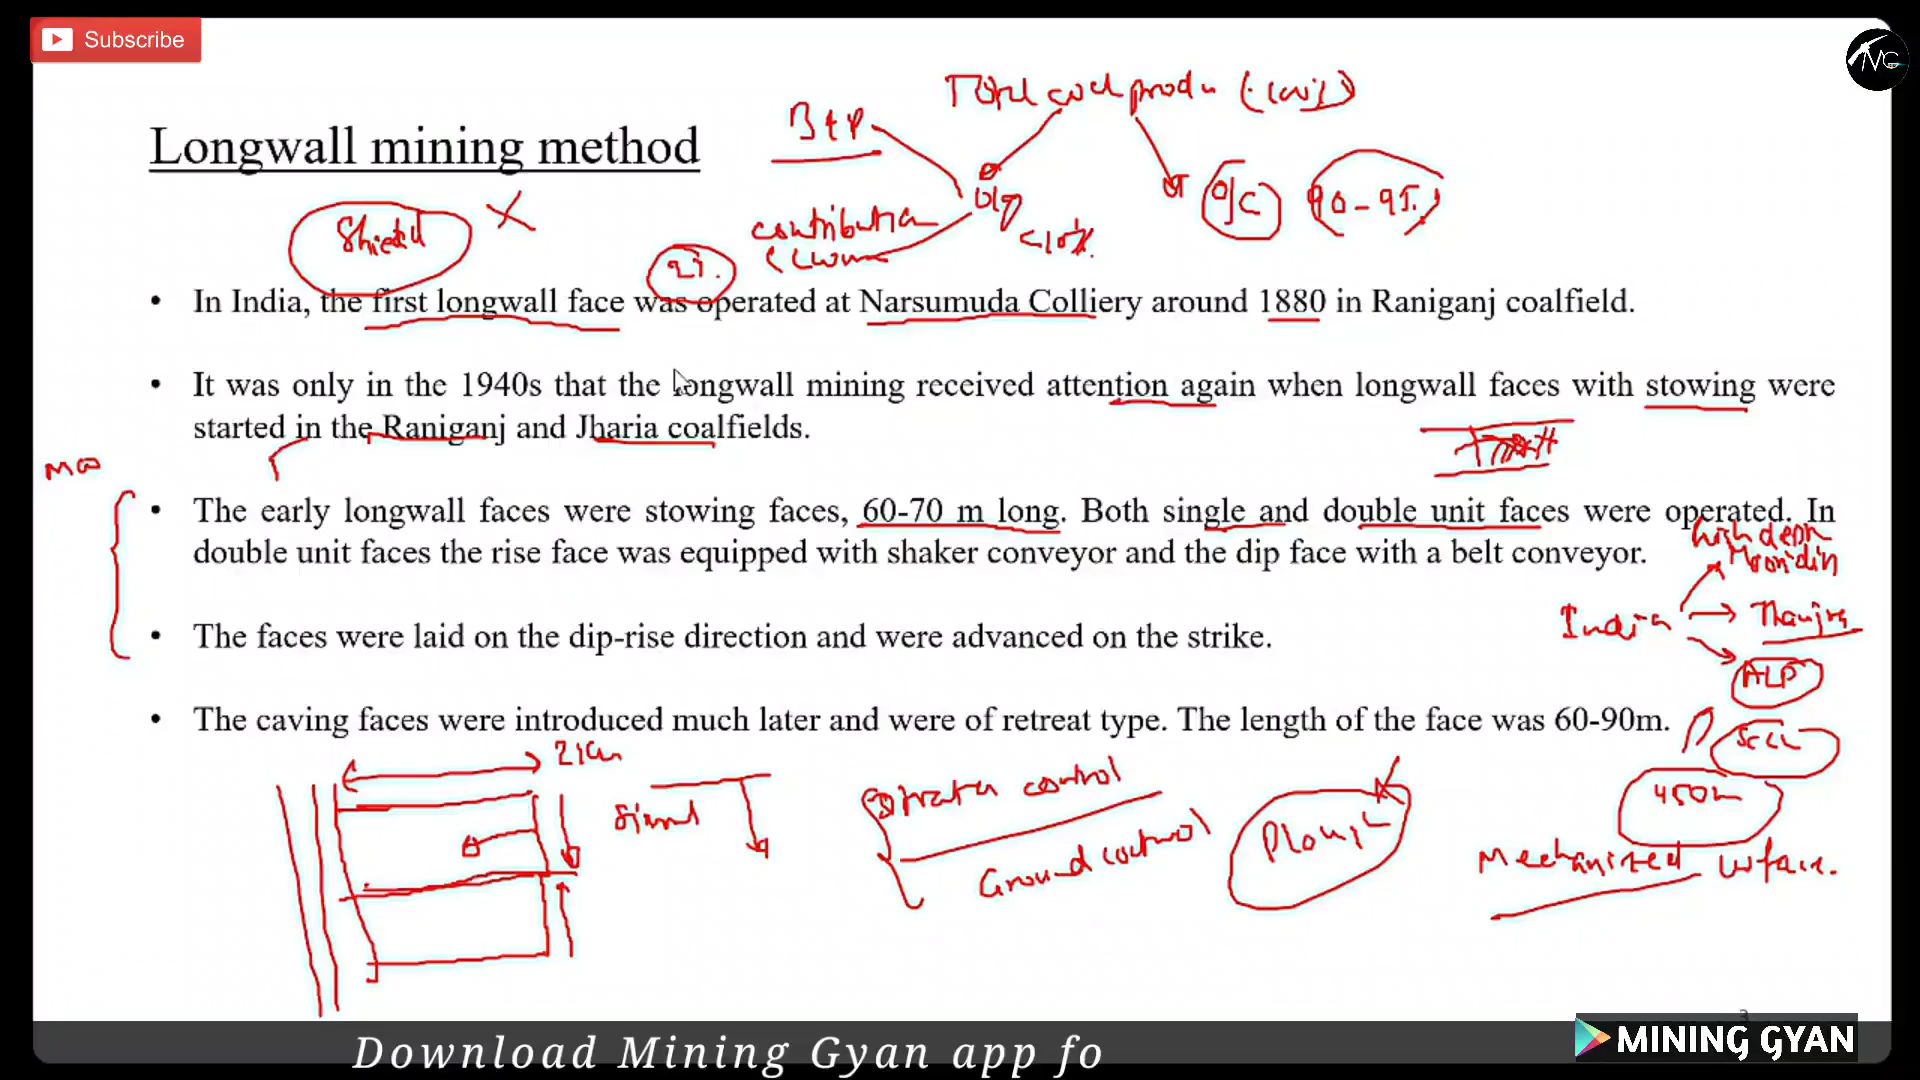 Subscribe
NG
Total coal produ
B & P
Longwall mining method
O/C
90-95%
U/g
<10%
Shield
contribution
• In India, the first longwall face was operated at Narsumuda Colliery around 1880 in Raniganj coalfield.
• It was only in the 1940s that the longwall mining received attention again when longwall faces with stowing were
started in the Raniganj and Jharia coalfields.
• The early longwall faces were stowing faces, 60-70 m long. Both single and double unit faces were operated. In
double unit faces the rise face was equipped with shaker conveyor and the dip face with a belt conveyor.
high depth
Moonidih
India
• The faces were laid on the dip-rise direction and were advanced on the strike.
ALP
• The caving faces were introduced much later and were of retreat type. The length of the face was 60-90m.
SCCL
Strata control
450m
Plough
Ground control
Mechanized
3
Download Mining Gyan app fo
MINING GYAN